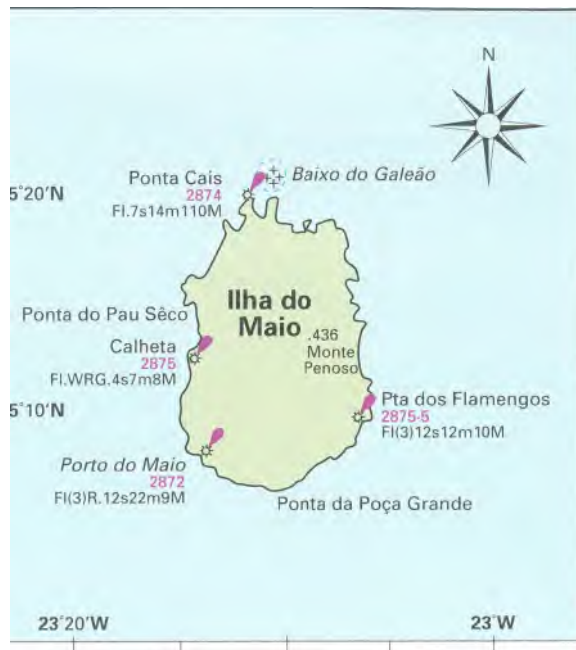 N
Ponta Cais
2874
Fl.7s14m110M
Baixo do Galeão
5°20'N
Ilha do
Maio
Ponta do Pau Sêco
.436
Monte
Penoso
Calheta
2875
Fl.WRG.4s7m8M
5°10'N
Pta dos Flamengos
2875·5
Fl(3)12s12m10M
Porto do Maio
2872
Fl(3)R.12s22m9M
Ponta da Poça Grande
23°20'W
23°W